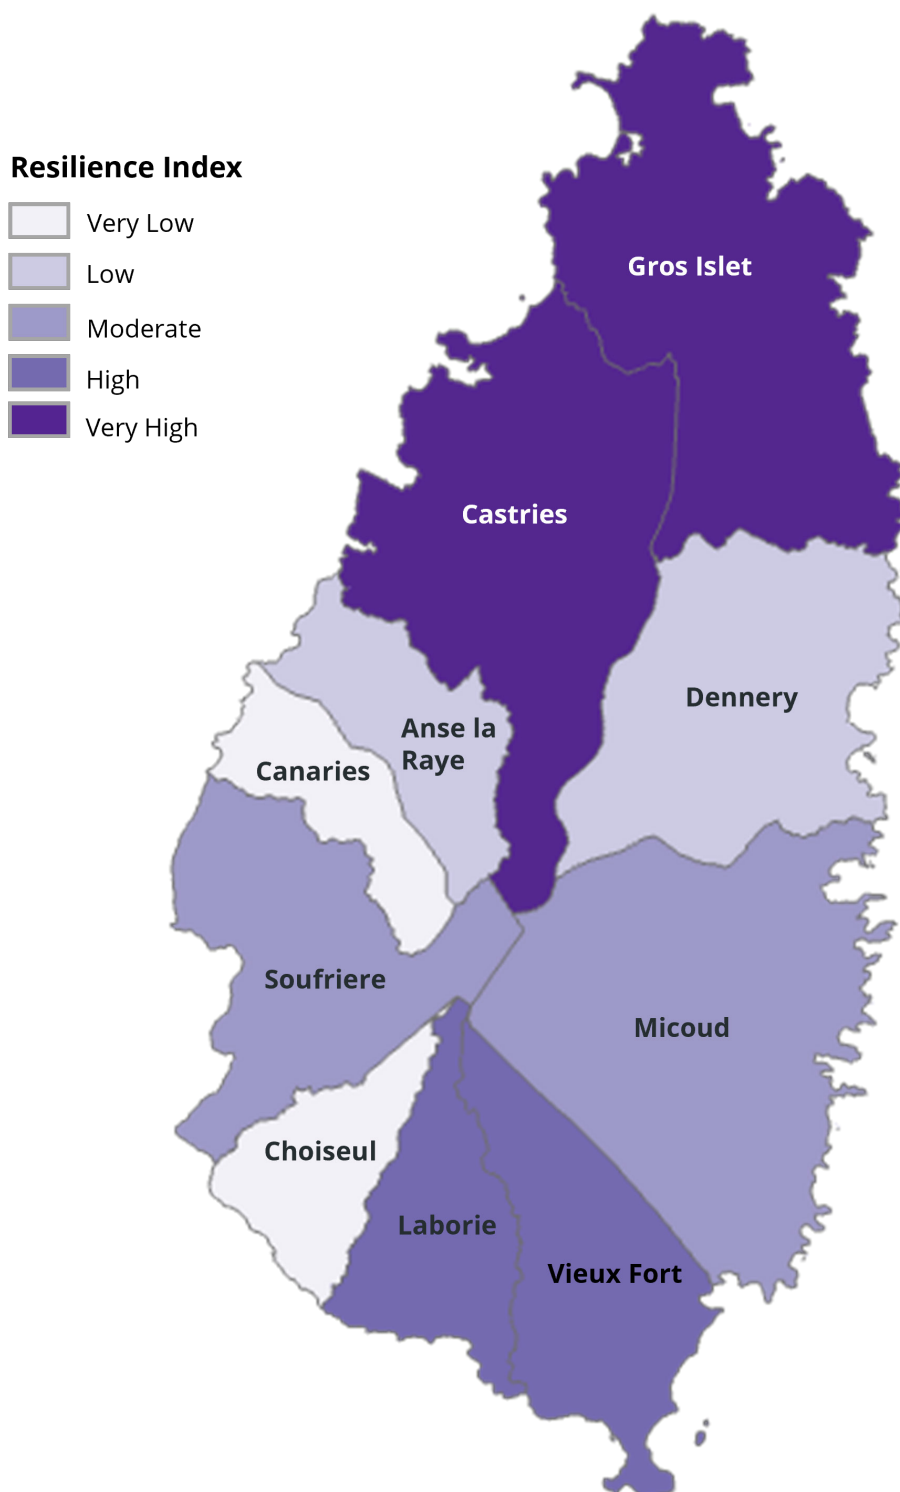 Resilience Index
Very Low
Low
Moderate
High
Very High
Gros Islet
Castries
Dennery
Anse la
Raye
Canaries
Soufriere
Micoud
Choiseul
Laborie
Vieux Fort